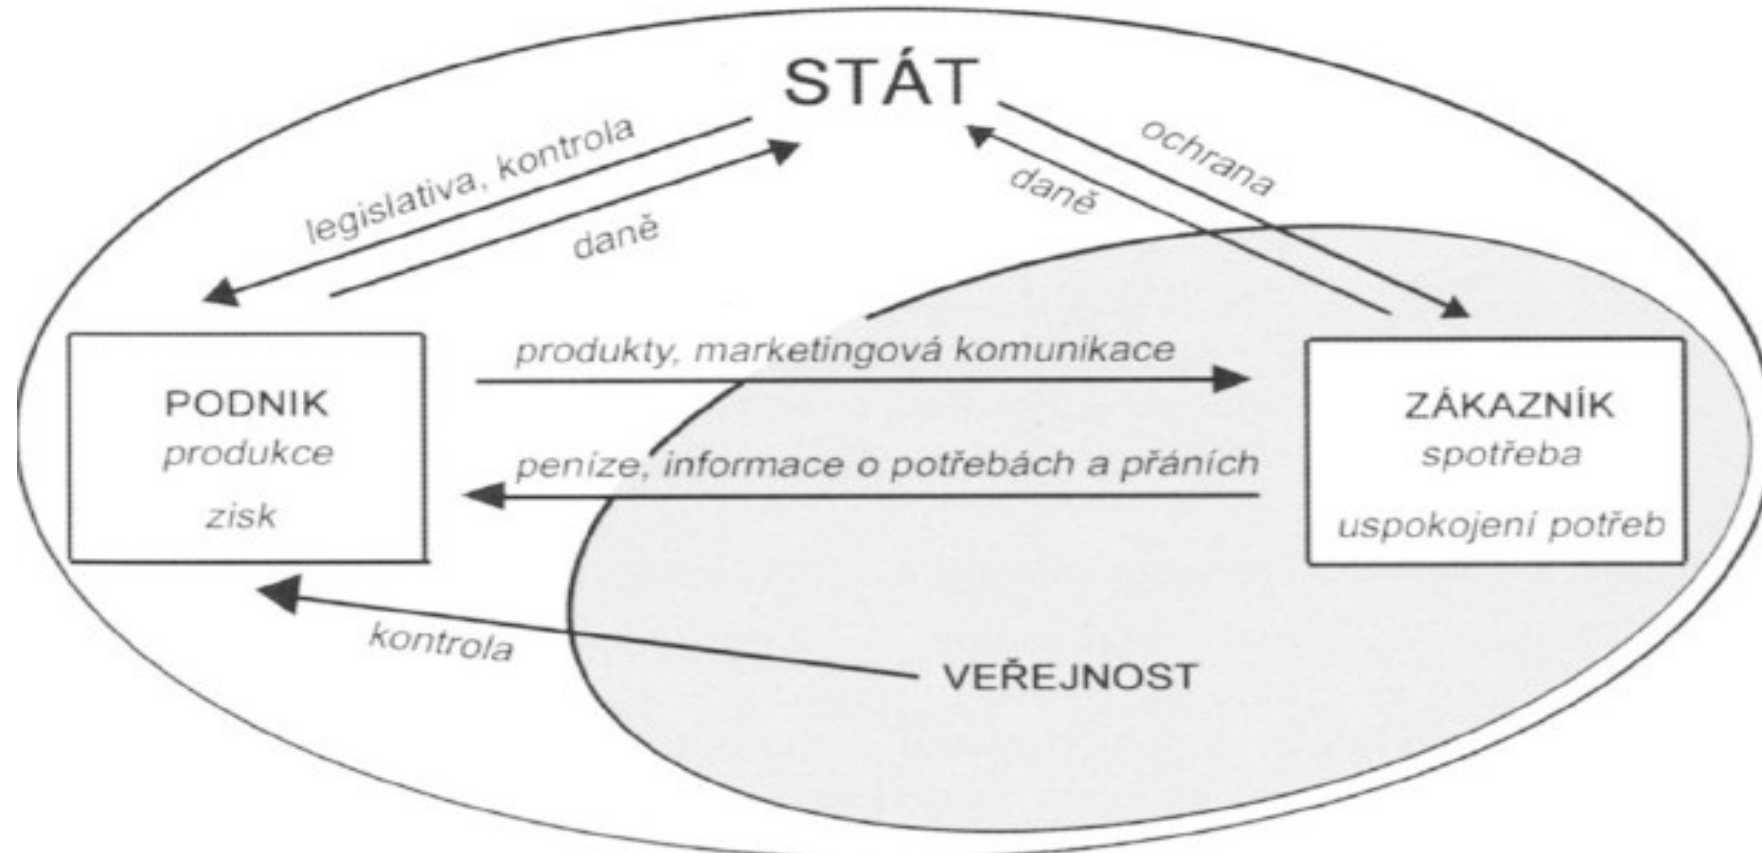 STÁT
legislativa, kontrola
daně
ochrana
daně
produkty, marketingová komunikace
PODNIK
produkce
zisk
ZÁKAZNÍK
spotřeba
uspokojení potřeb
peníze, informace o potřebách a přáních
kontrola
VEŘEJNOST